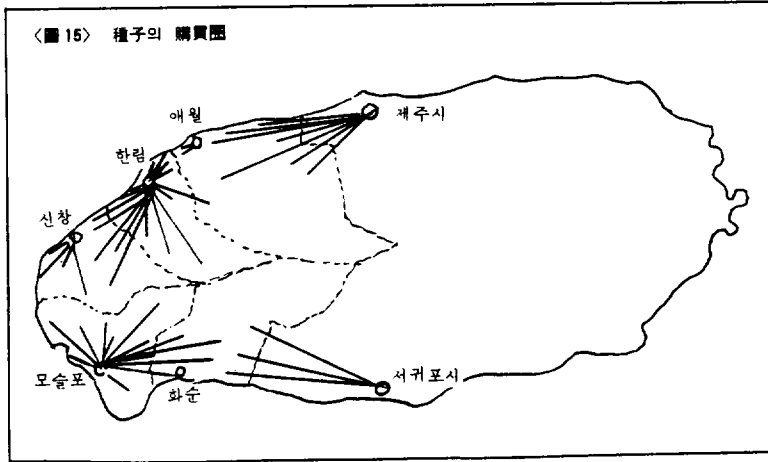 〈圖 15〉 種子의 購買圈
애월
제주시
한림
신창
모슬포
화순
서귀포시